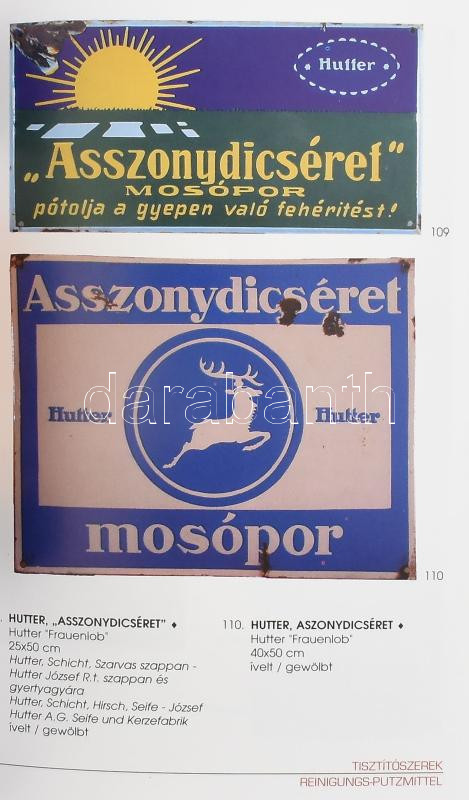 Hutter
„Asszonydicséret"
MOSÓPOR
pótolja a gyepen való fehéritést!
109
Asszonydicséret
Hutter Hutter
darabanth
mosópor
110
. HUTTER, „ASSZONYDICSÉRET" ♦
Hutter "Frauenlob"
25x50 cm
Hutter, Schicht, Szarvas szappan -
Hutter József R.t. szappan és
gyertyagyára
Hutter, Schicht, Hirsch, Seife - József
Hutter A.G. Seife und Kerzefabrik
ívelt / gewölbt
110. HUTTER, ASZONYDICSÉRET ♦
Hutter "Frauenlob"
40x50 cm
ívelt / gewölbt
TISZTÍTÓSZEREK
REINIGUNGS-PUTZMITTEL